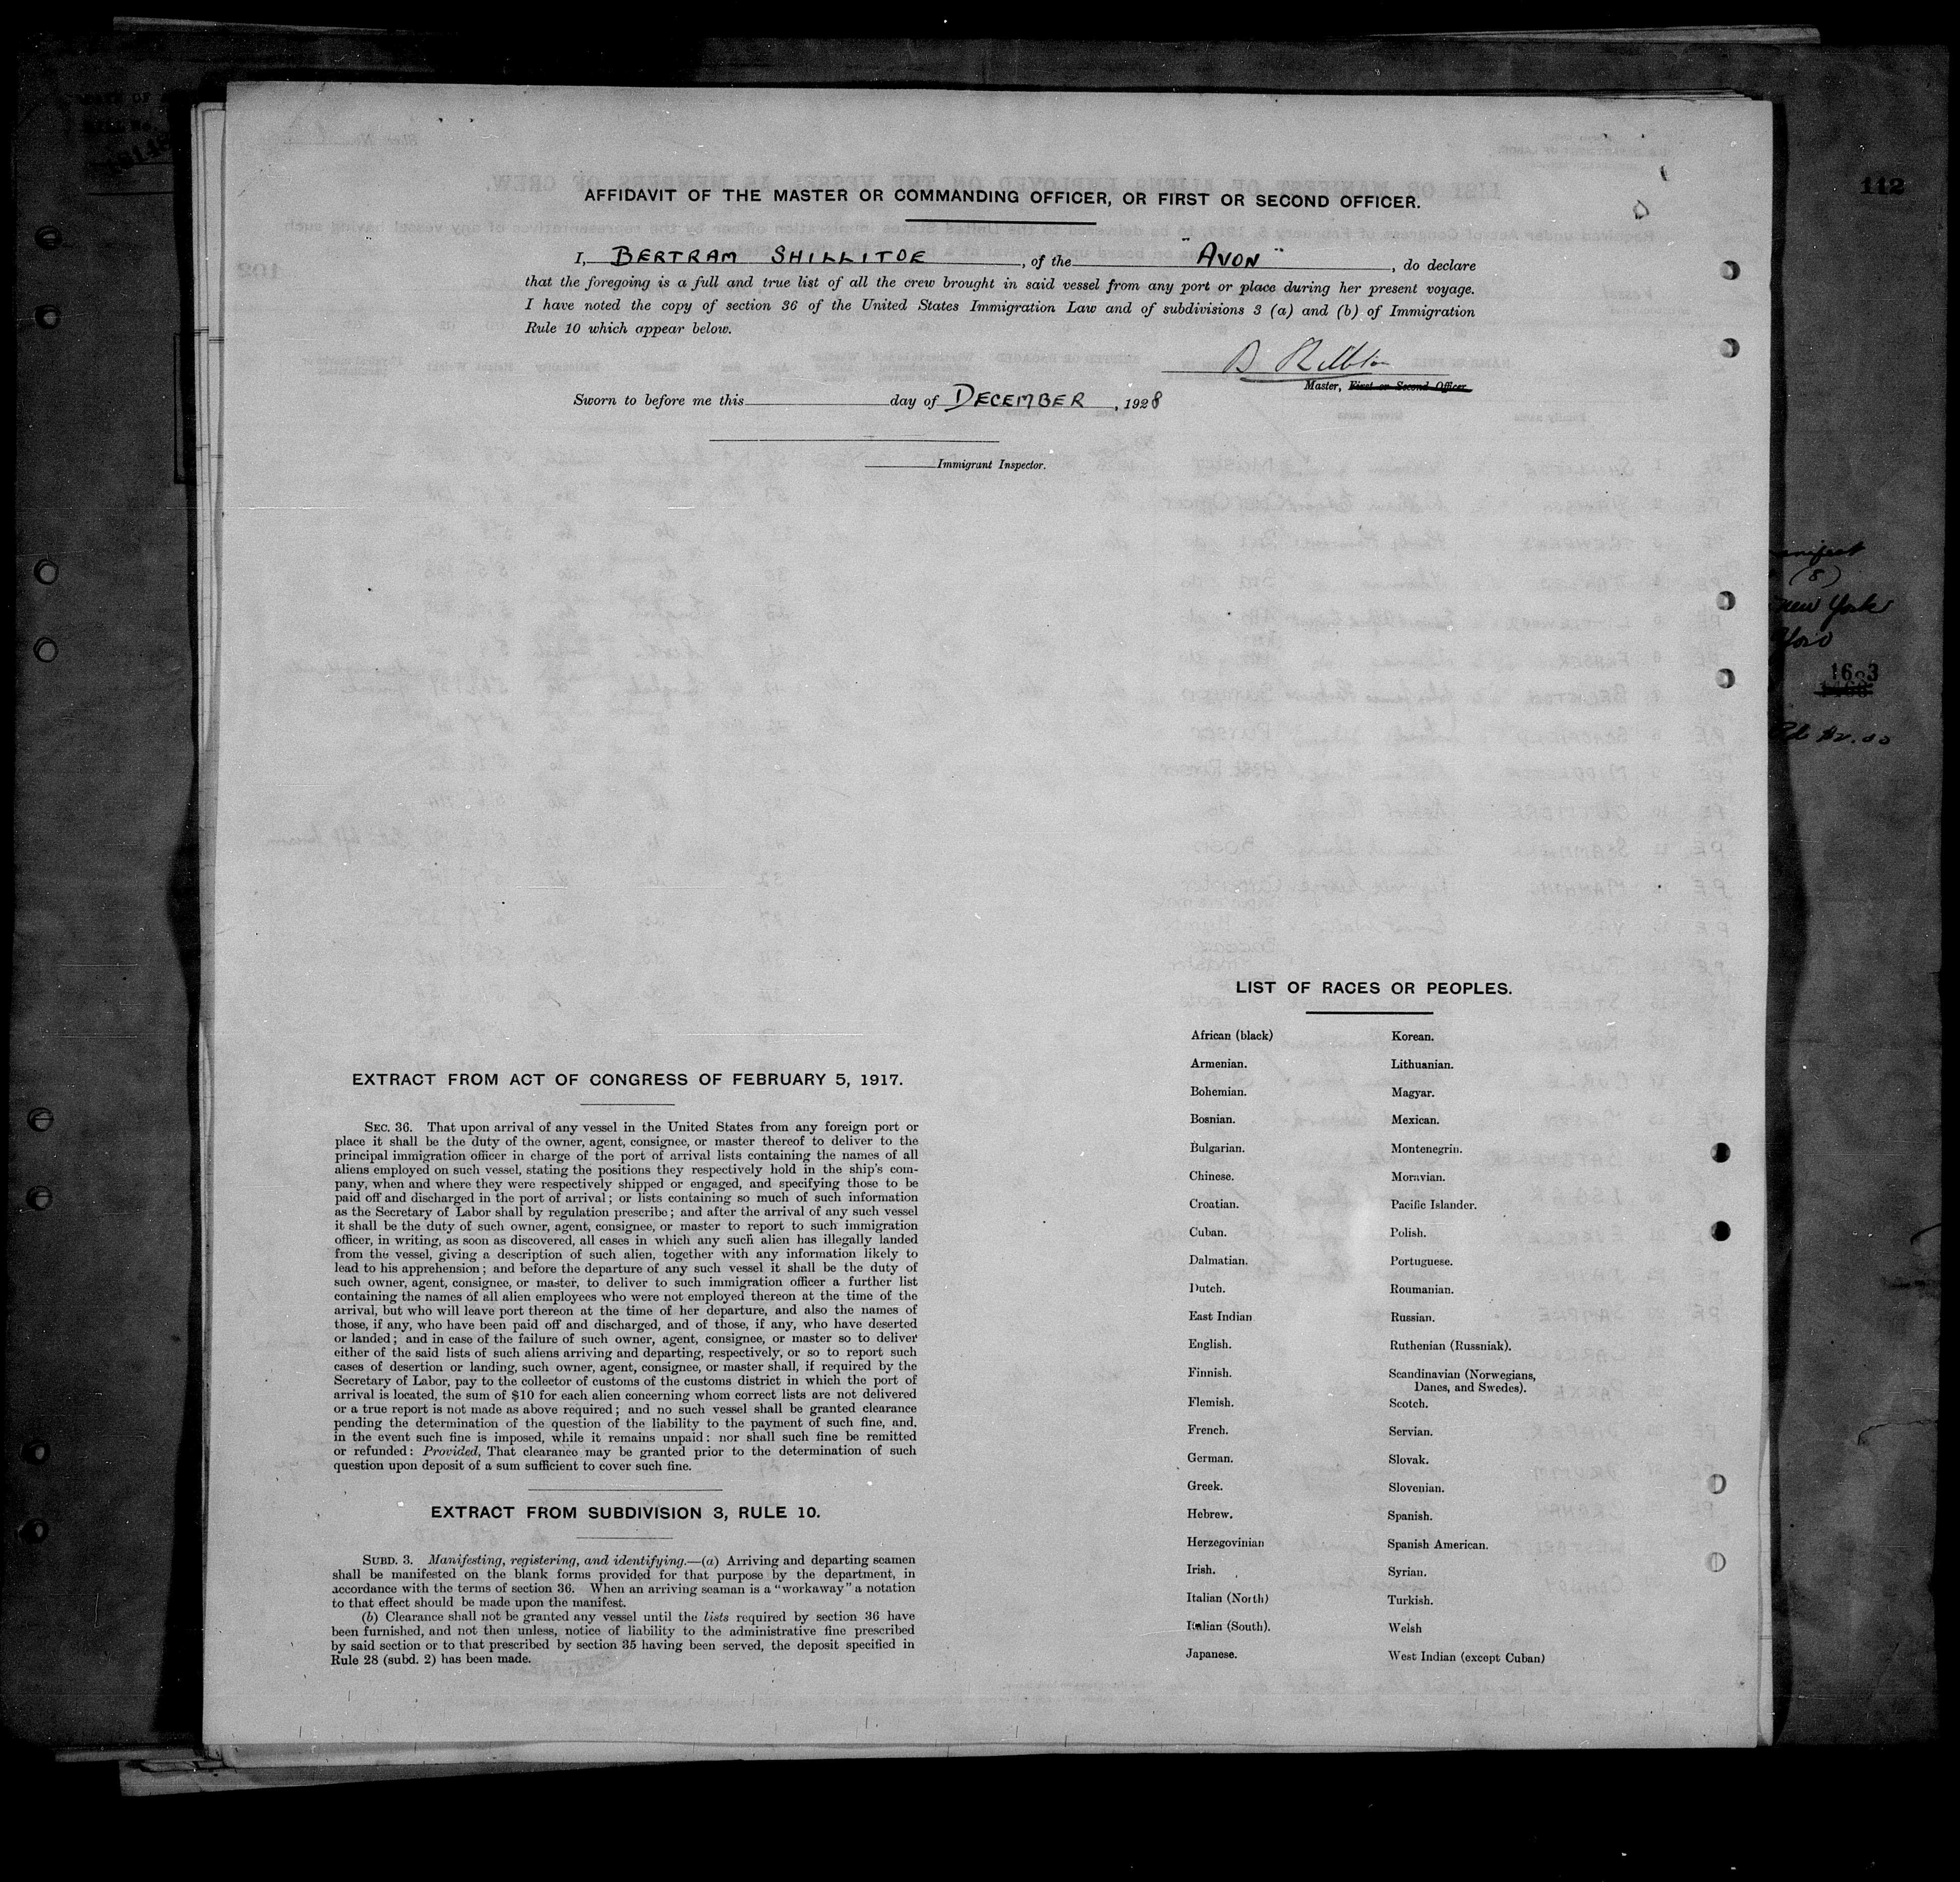 112
AFFIDAVIT OF THE MASTER OR COMMANDING OFFICER, OR FIRST OR SECOND OFFICER.
I, BERTRAM SHILLITOE, of the "AVON", do declare
that the foregoing is a full and true list of all the crew brought in said vessel from any port or place during her present voyage.
I have noted the copy of section 36 of the United States Immigration Law and of subdivisions 3 (a) and (b) of Immigration
Rule 10 which appear below.
Master, First or Second Officer.
Sworn to before me this day of DECEMBER, 1928
Immigrant Inspector.
New York
1683
EXTRACT FROM ACT OF CONGRESS OF FEBRUARY 5, 1917.
SEC. 36. That upon arrival of any vessel in the United States from any foreign port or
place it shall be the duty of the owner, agent, consignee, or master thereof to deliver to the
principal immigration officer in charge of the port of arrival lists containing the names of all
aliens employed on such vessel, stating the positions they respectively hold in the ship's com-
pany, when and where they were respectively shipped or engaged, and specifying those to be
paid off and discharged in the port of arrival; or lists containing so much of such information
as the Secretary of Labor shall by regulation prescribe; and after the arrival of any such vessel
it shall be the duty of such owner, agent, consignee, or master to report to such immigration
officer, in writing, as soon as discovered, all cases in which any such alien has illegally landed
from the vessel, giving a description of such alien, together with any information likely to
lead to his apprehension; and before the departure of any such vessel it shall be the duty of
such owner, agent, consignee, or master, to deliver to such immigration officer a further list
containing the names of all alien employees who were not employed thereon at the time of the
arrival, but who will leave port thereon at the time of her departure, and also the names of
those, if any, who have been paid off and discharged, and of those, if any, who have deserted
or landed; and in case of the failure of such owner, agent, consignee, or master so to deliver
either of the said lists of such aliens arriving and departing, respectively, or so to report such
cases of desertion or landing, such owner, agent, consignee, or master shall, if required by the
Secretary of Labor, pay to the collector of customs of the customs district in which the port of
arrival is located, the sum of $10 for each alien concerning whom correct lists are not delivered
or a true report is not made as above required; and no such vessel shall be granted clearance
pending the determination of the question of the liability to the payment of such fine, and,
in the event such fine is imposed, while it remains unpaid: nor shall such fine be remitted
or refunded: Provided, That clearance may be granted prior to the determination of such
question upon deposit of a sum sufficient to cover such fine.
EXTRACT FROM SUBDIVISION 3, RULE 10.
SUBD. 3. Manifesting, registering, and identifying.—(a) Arriving and departing seamen
shall be manifested on the blank forms provided for that purpose by the department, in
accordance with the terms of section 36. When an arriving seaman is a "workaway" a notation
to that effect should be made upon the manifest.
(b) Clearance shall not be granted any vessel until the lists required by section 36 have
been furnished, and not then unless, notice of liability to the administrative fine prescribed
by said section or to that prescribed by section 35 having been served, the deposit specified in
Rule 28 (subd. 2) has been made.
LIST OF RACES OR PEOPLES.
African (black)
Armenian.
Bohemian.
Bosnian.
Bulgarian.
Chinese.
Croatian.
Cuban.
Dalmatian.
Dutch.
East Indian
English.
Finnish.
Flemish.
French.
German.
Greek.
Hebrew.
Herzegovinian
Irish.
Italian (North)
Italian (South).
Japanese.
Korean.
Lithuanian.
Magyar.
Mexican.
Montenegrin.
Moravian.
Pacific Islander.
Polish.
Portuguese.
Roumanian.
Russian.
Ruthenian (Russniak).
Scandinavian (Norwegians,
Danes, and Swedes).
Scotch.
Servian.
Slovak.
Slovenian.
Spanish.
Spanish American.
Syrian.
Turkish.
Welsh
West Indian (except Cuban)